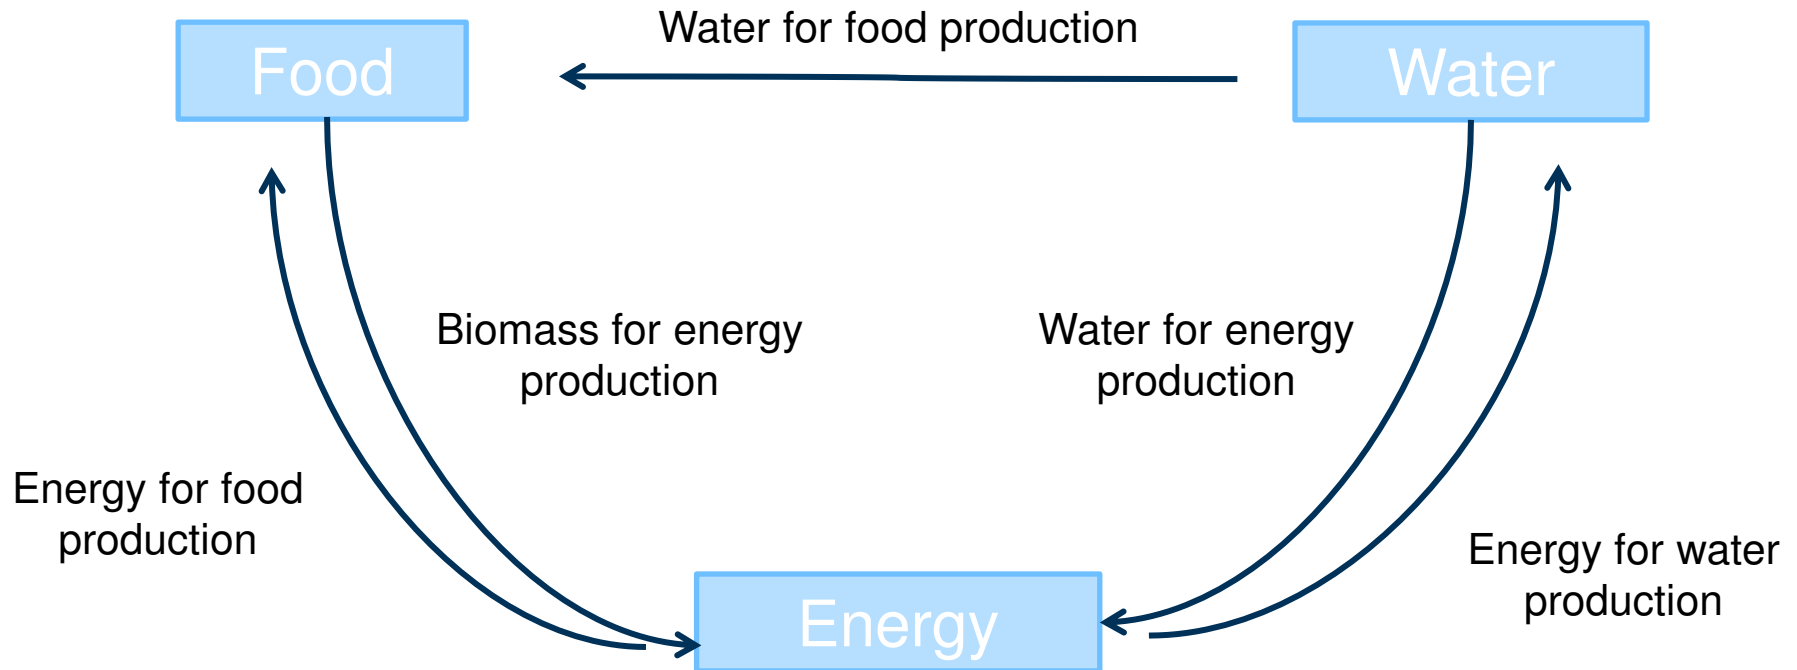 Water for food production
Food
Water
Biomass for energy
production
Water for energy
production
Energy for food
production
Energy for water
production
Energy